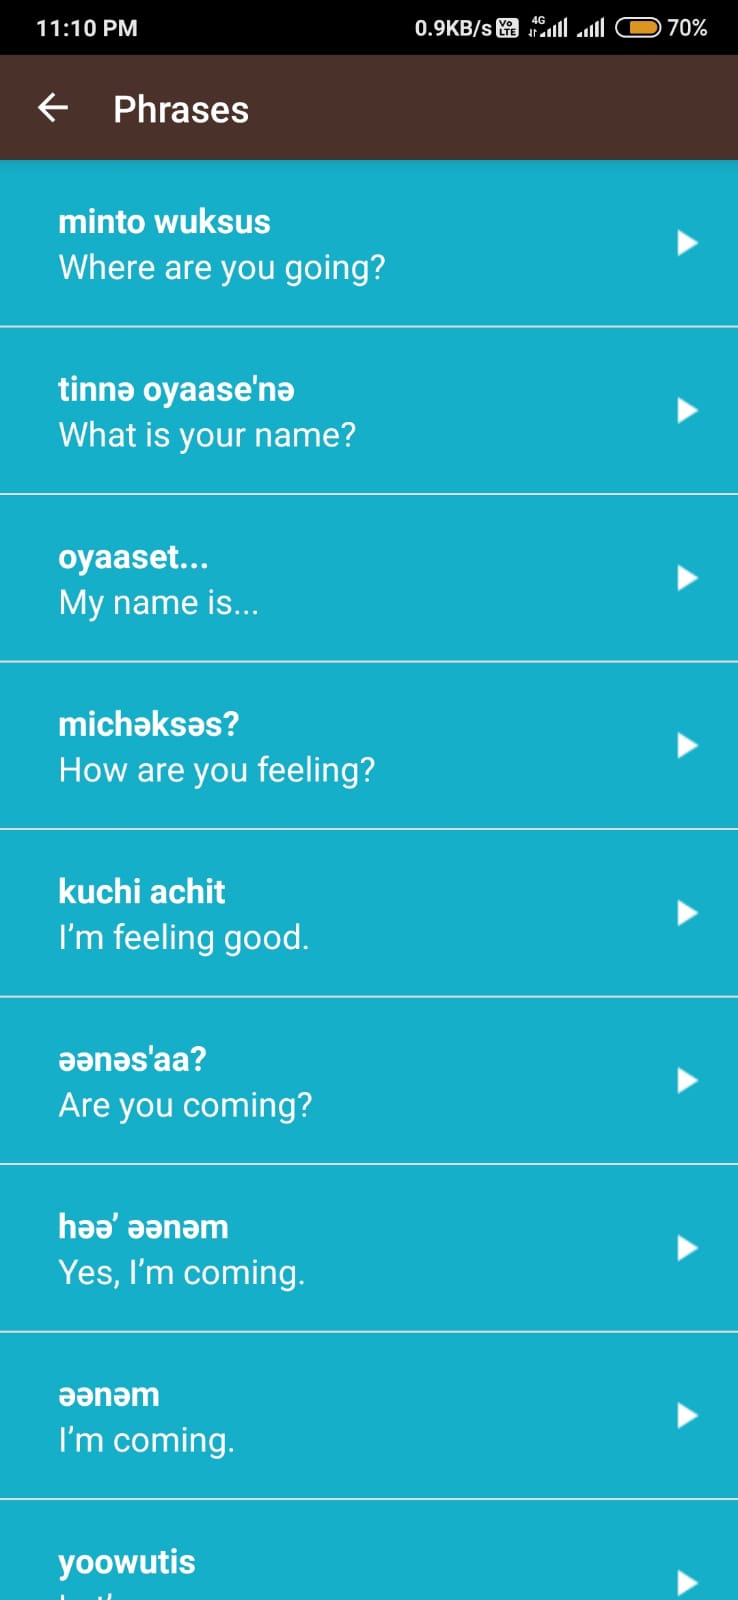 11:10 PM 0.9KB/s Vo LTE 4G 70%
Phrases
minto wuksus
Where are you going?
tinnə oyaase'nə
What is your name?
oyaaset...
My name is...
michəksəs?
How are you feeling?
kuchi achit
I’m feeling good.
əənəs'aa?
Are you coming?
həə’ əənəm
Yes, I’m coming.
əənəm
I’m coming.
yoowutis